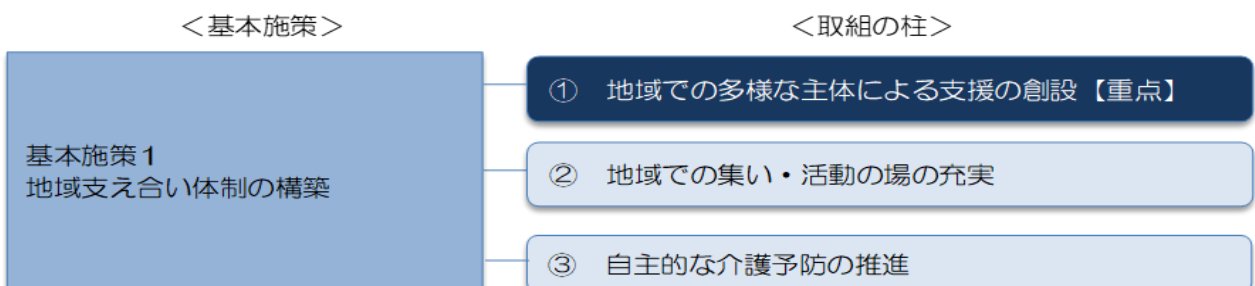 ＜基本施策＞
＜取組の柱＞
基本施策１
地域支え合い体制の構築
① 地域での多様な主体による支援の創設【重点】
② 地域での集い・活動の場の充実
③ 自主的な介護予防の推進